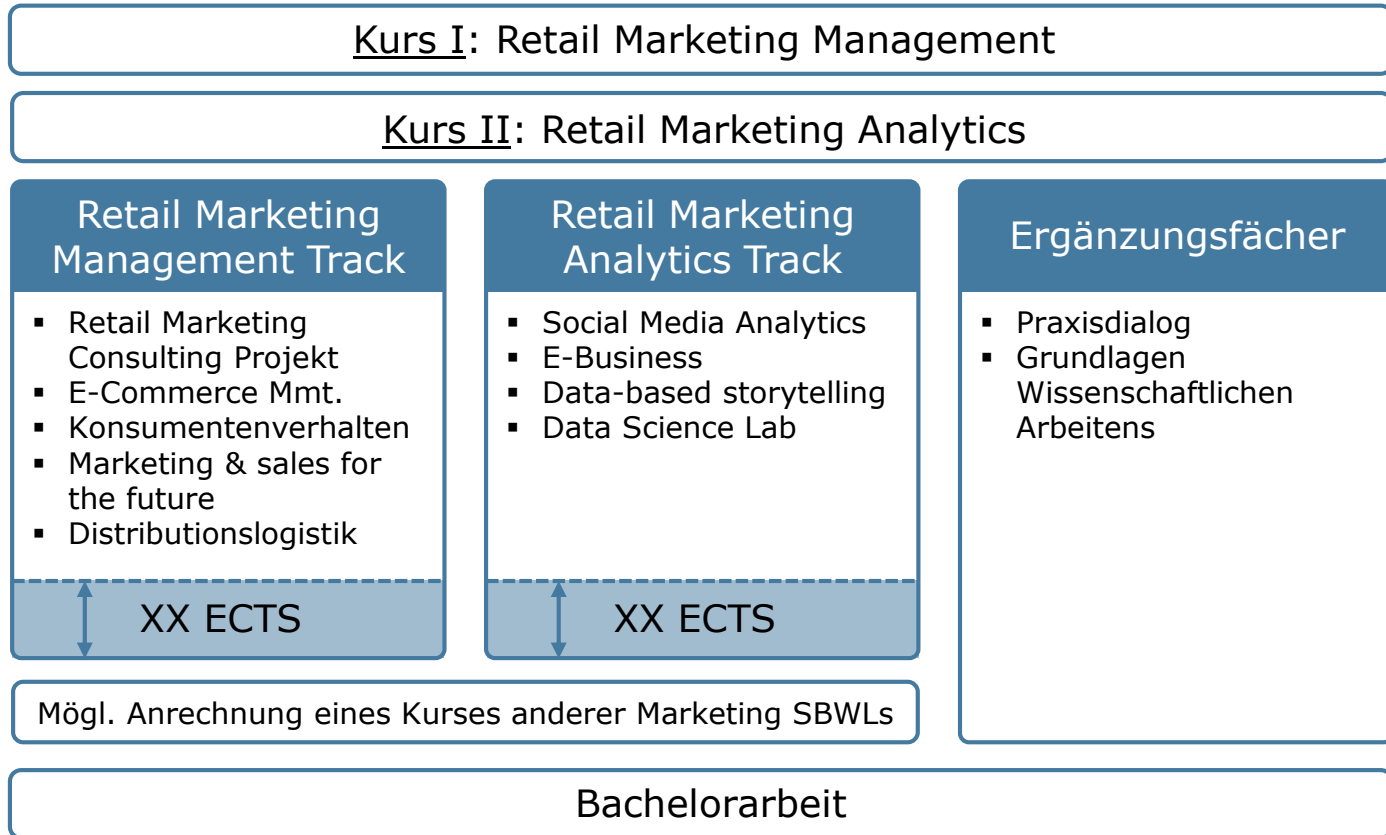 Kurs I: Retail Marketing Management
Kurs II: Retail Marketing Analytics
Retail Marketing
Management Track
▪ Retail Marketing
Consulting Projekt
▪ E-Commerce Mmt.
▪ Konsumentenverhalten
▪ Marketing & sales for
the future
▪ Distributionslogistik
XX ECTS
Retail Marketing
Analytics Track
▪ Social Media Analytics
▪ E-Business
▪ Data-based storytelling
▪ Data Science Lab
XX ECTS
Mögl. Anrechnung eines Kurses anderer Marketing SBWLs
Ergänzungsfächer
▪ Praxisdialog
▪ Grundlagen
Wissenschaftlichen
Arbeitens
Bachelorarbeit